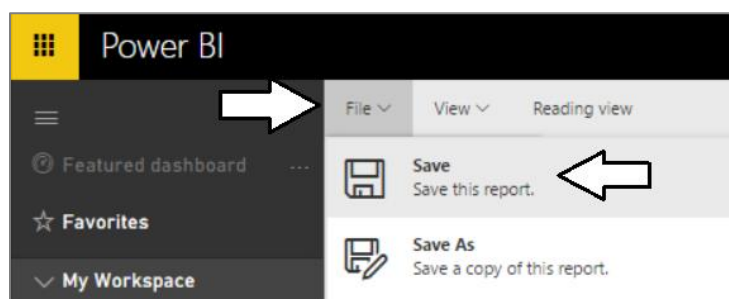 Power BI
File View Reading view
Featured dashboard ...
Save
Save this report.
Favorites
Save As
Save a copy of this report.
My Workspace